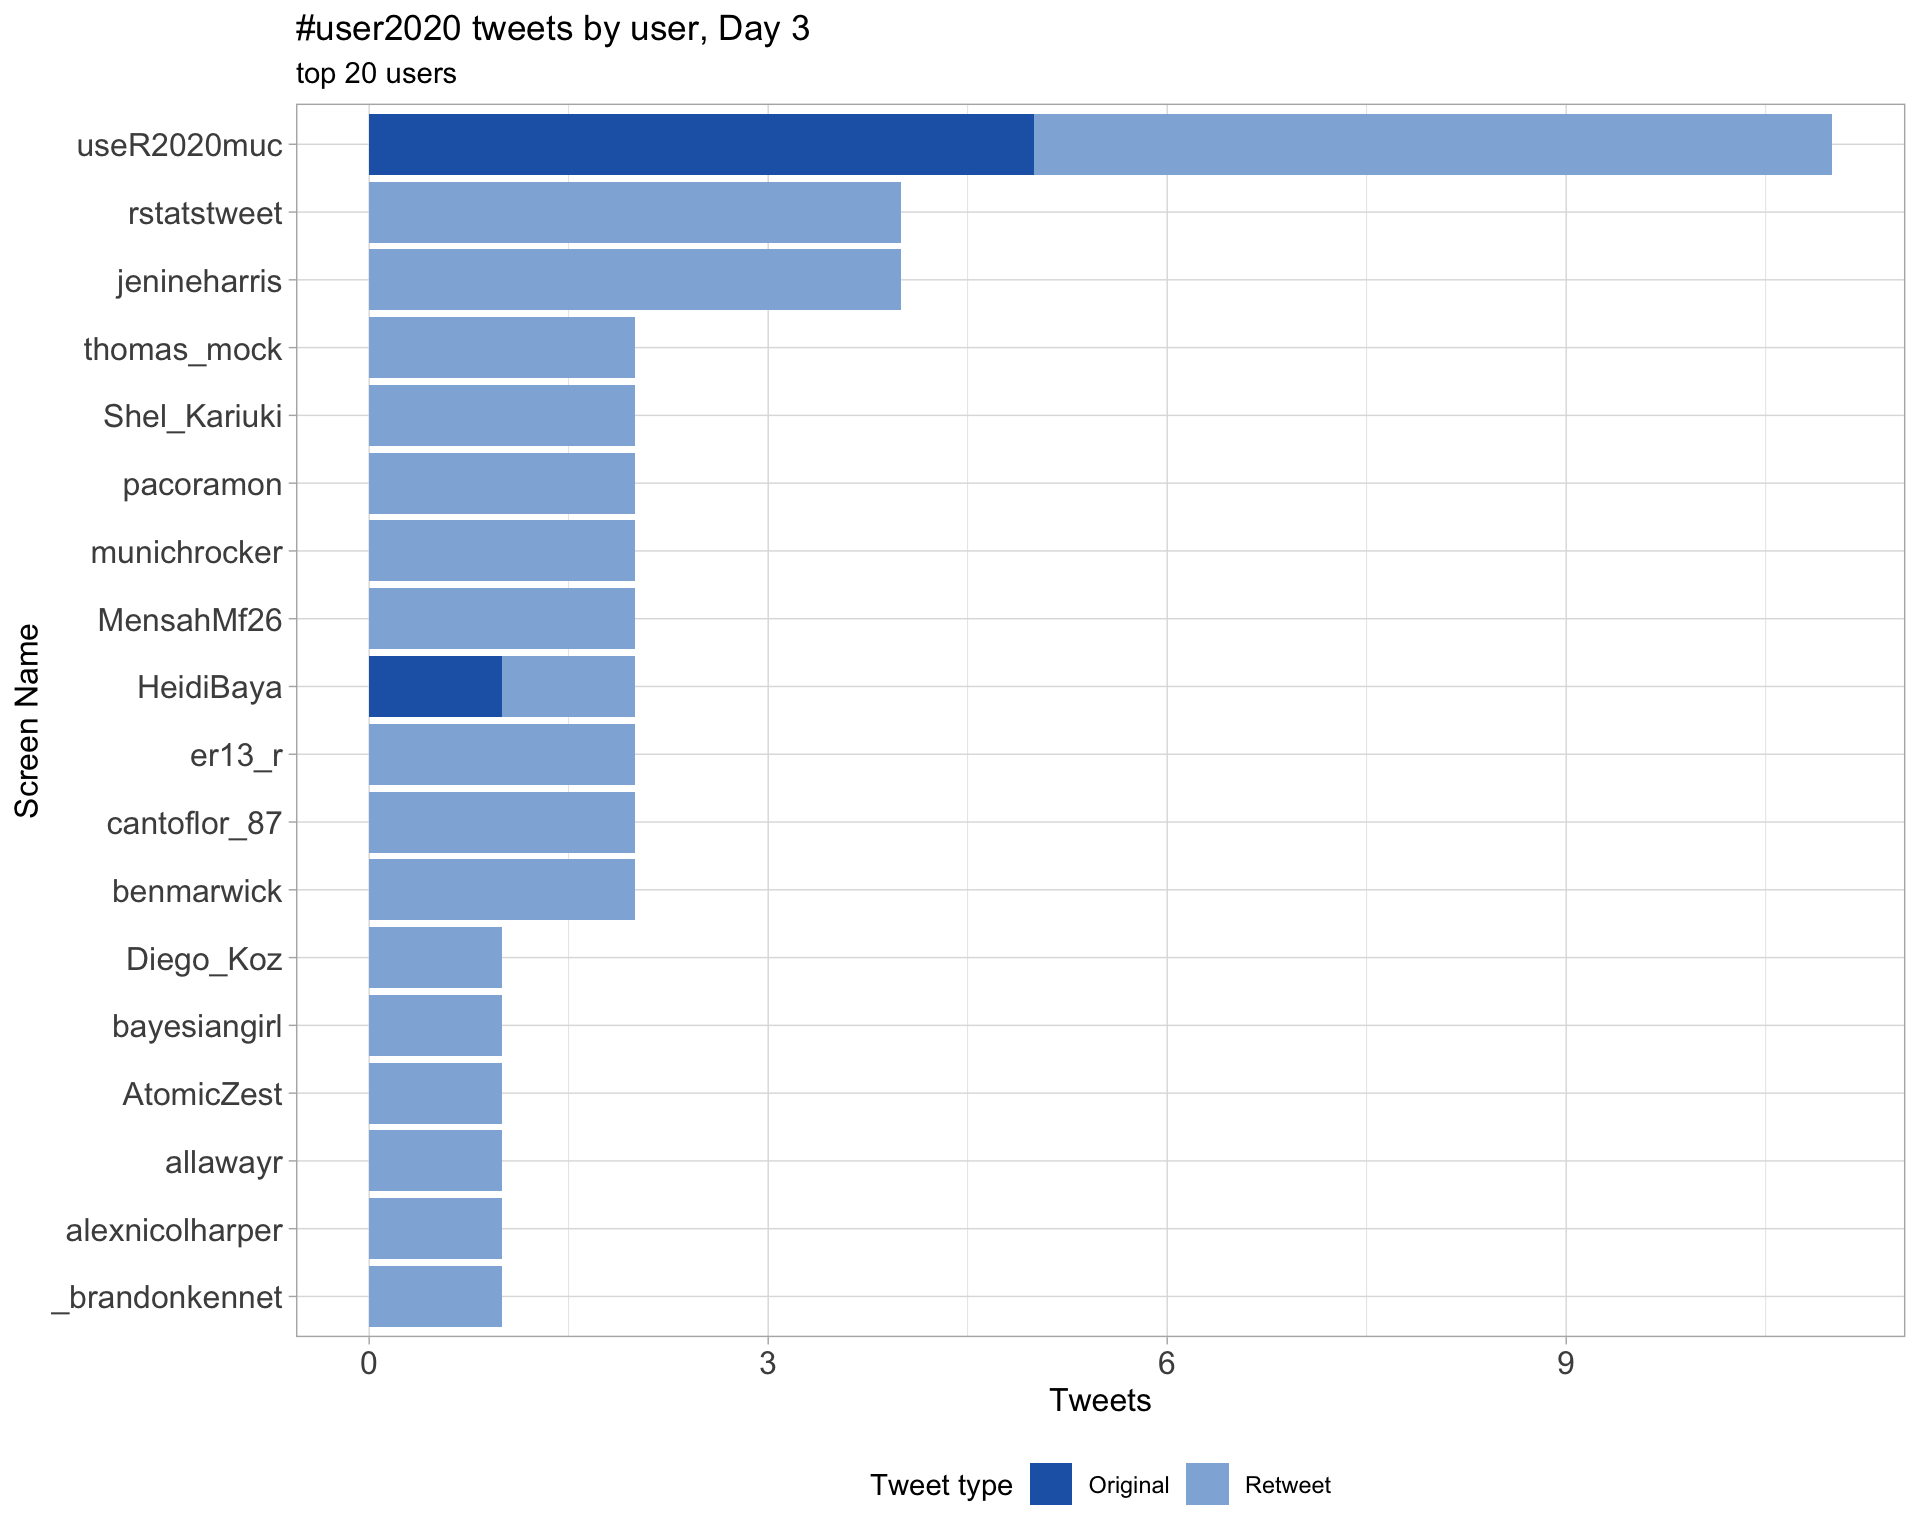 #user2020 tweets by user, Day 3
top 20 users
Screen Name
useR2020muc
rstatstweet
jenineharris
thomas_mock
Shel_Kariuki
pacoramon
munichrocker
MensahMf26
HeidiBaya
er13_r
cantoflor_87
benmarwick
Diego_Koz
bayesiangirl
AtomicZest
allawayr
alexnicolharper
_brandonkennet
0 3 6 9
Tweets
Tweet type Original Retweet